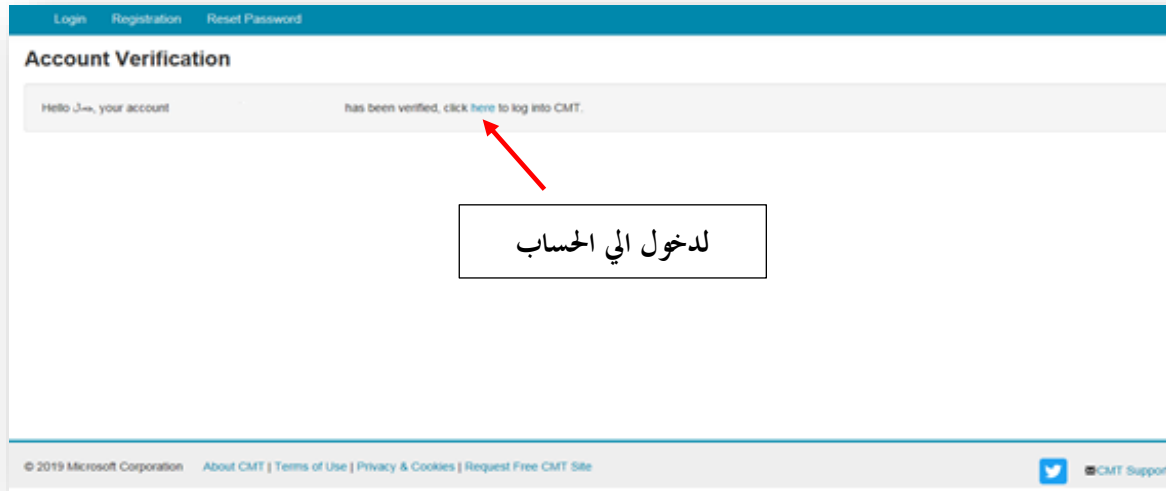 Login Registration Reset Password
Account Verification
Hello جمال, your account has been verified, click here to log into CMT.
لدخول الي الحساب
© 2019 Microsoft Corporation About CMT | Terms of Use | Privacy & Cookies | Request Free CMT Site
CMT Support